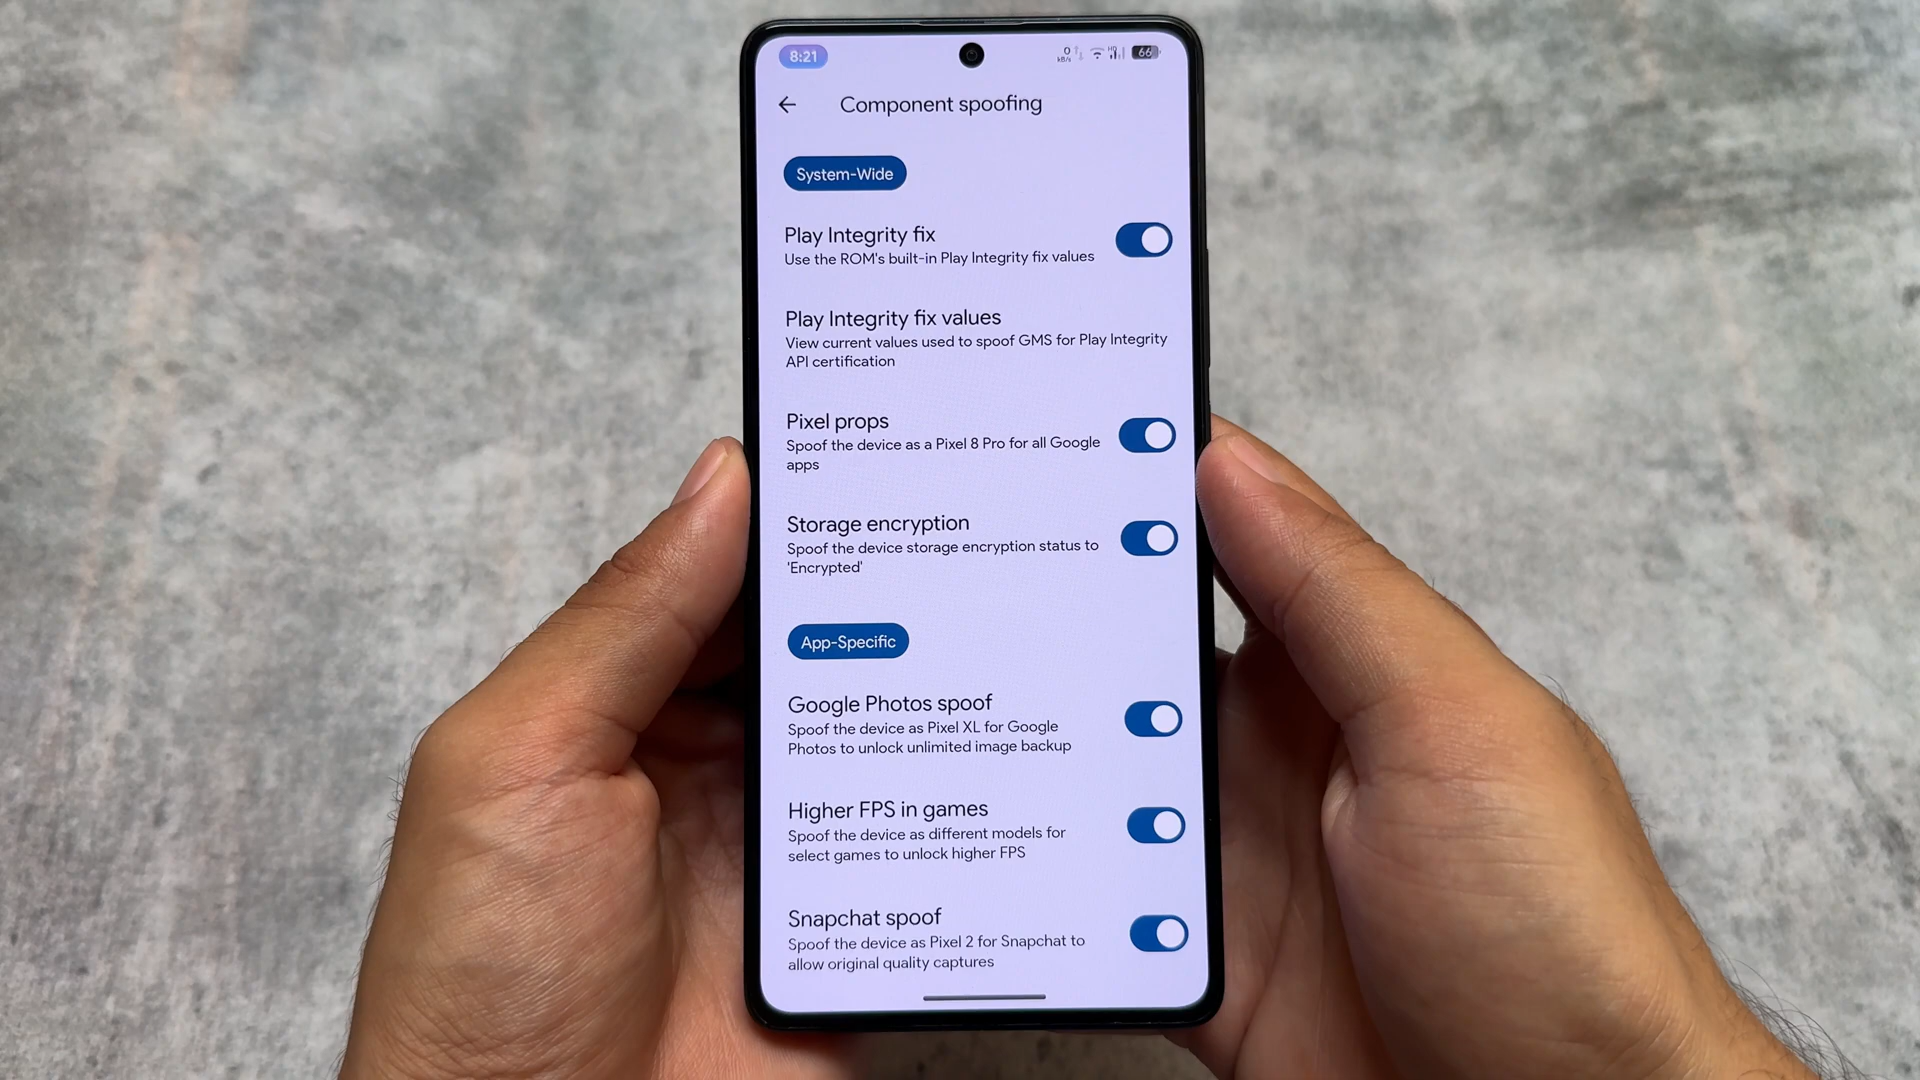 8:21
0
kB/s
HD
66
Component spoofing
System-Wide
Play Integrity fix
Use the ROM's built-in Play Integrity fix values
Play Integrity fix values
View current values used to spoof GMS for Play Integrity
API certification
Pixel props
Spoof the device as a Pixel 8 Pro for all Google
apps
Storage encryption
Spoof the device storage encryption status to
'Encrypted'
App-Specific
Google Photos spoof
Spoof the device as Pixel XL for Google
Photos to unlock unlimited image backup
Higher FPS in games
Spoof the device as different models for
select games to unlock higher FPS
Snapchat spoof
Spoof the device as Pixel 2 for Snapchat to
allow original quality captures